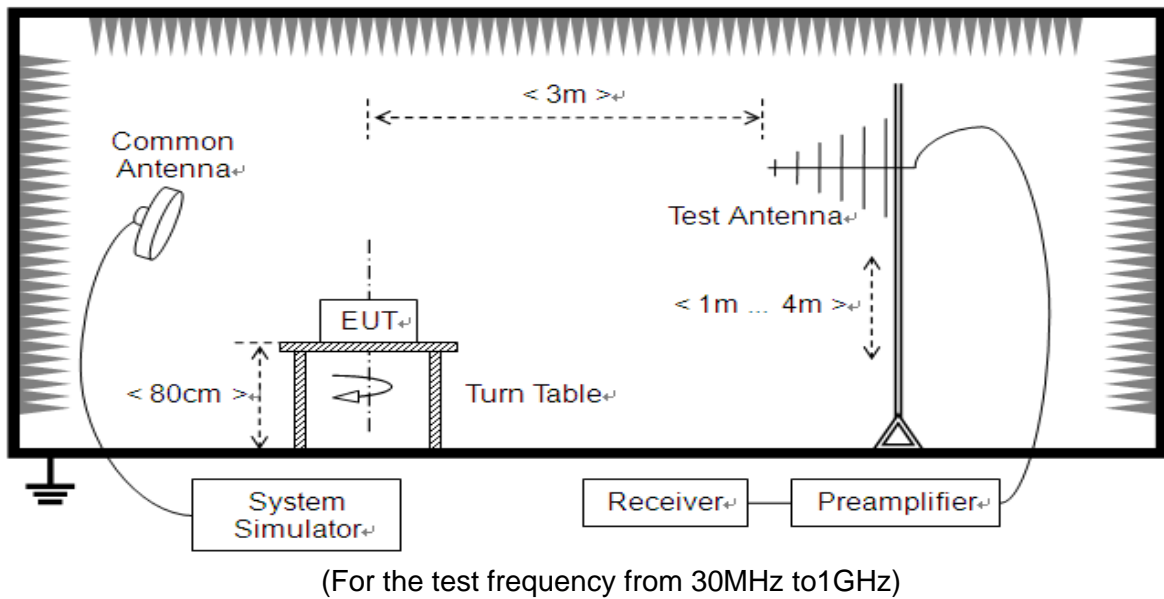 < 3m >↵
Common
Antenna↵
Test Antenna↵
< 1m ... 4m >↵
EUT↵
< 80cm >↵
Turn Table↵
System
Simulator↵
Receiver↵
Preamplifier↵
(For the test frequency from 30MHz to1GHz)